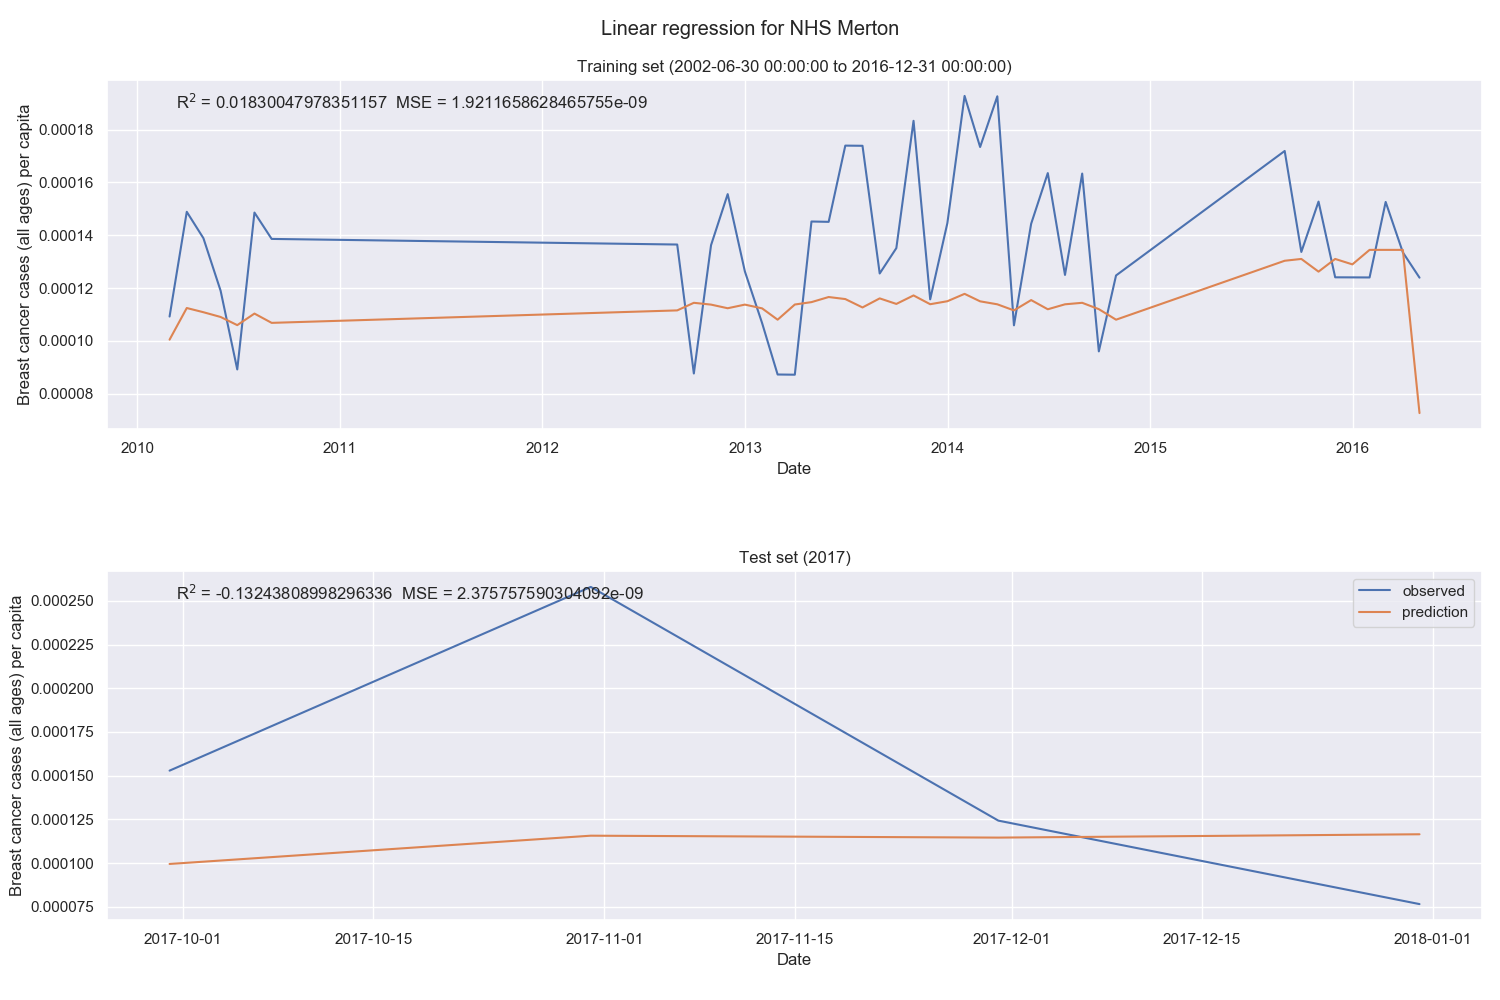 Linear regression for NHS Merton
Training set (2002-06-30 00:00:00 to 2016-12-31 00:00:00)
R² = 0.01830047978351157  MSE = 1.9211658628465755e-09
Breast cancer cases (all ages) per capita
0.00018
0.00016
0.00014
0.00012
0.00010
0.00008
2010 2011 2012 2013 2014 2015 2016
Date
Test set (2017)
R² = -0.13243808998296336  MSE = 2.375757590304092e-09
observed
prediction
Breast cancer cases (all ages) per capita
0.000250
0.000225
0.000200
0.000175
0.000150
0.000125
0.000100
0.000075
2017-10-01 2017-10-15 2017-11-01 2017-11-15 2017-12-01 2017-12-15 2018-01-01
Date